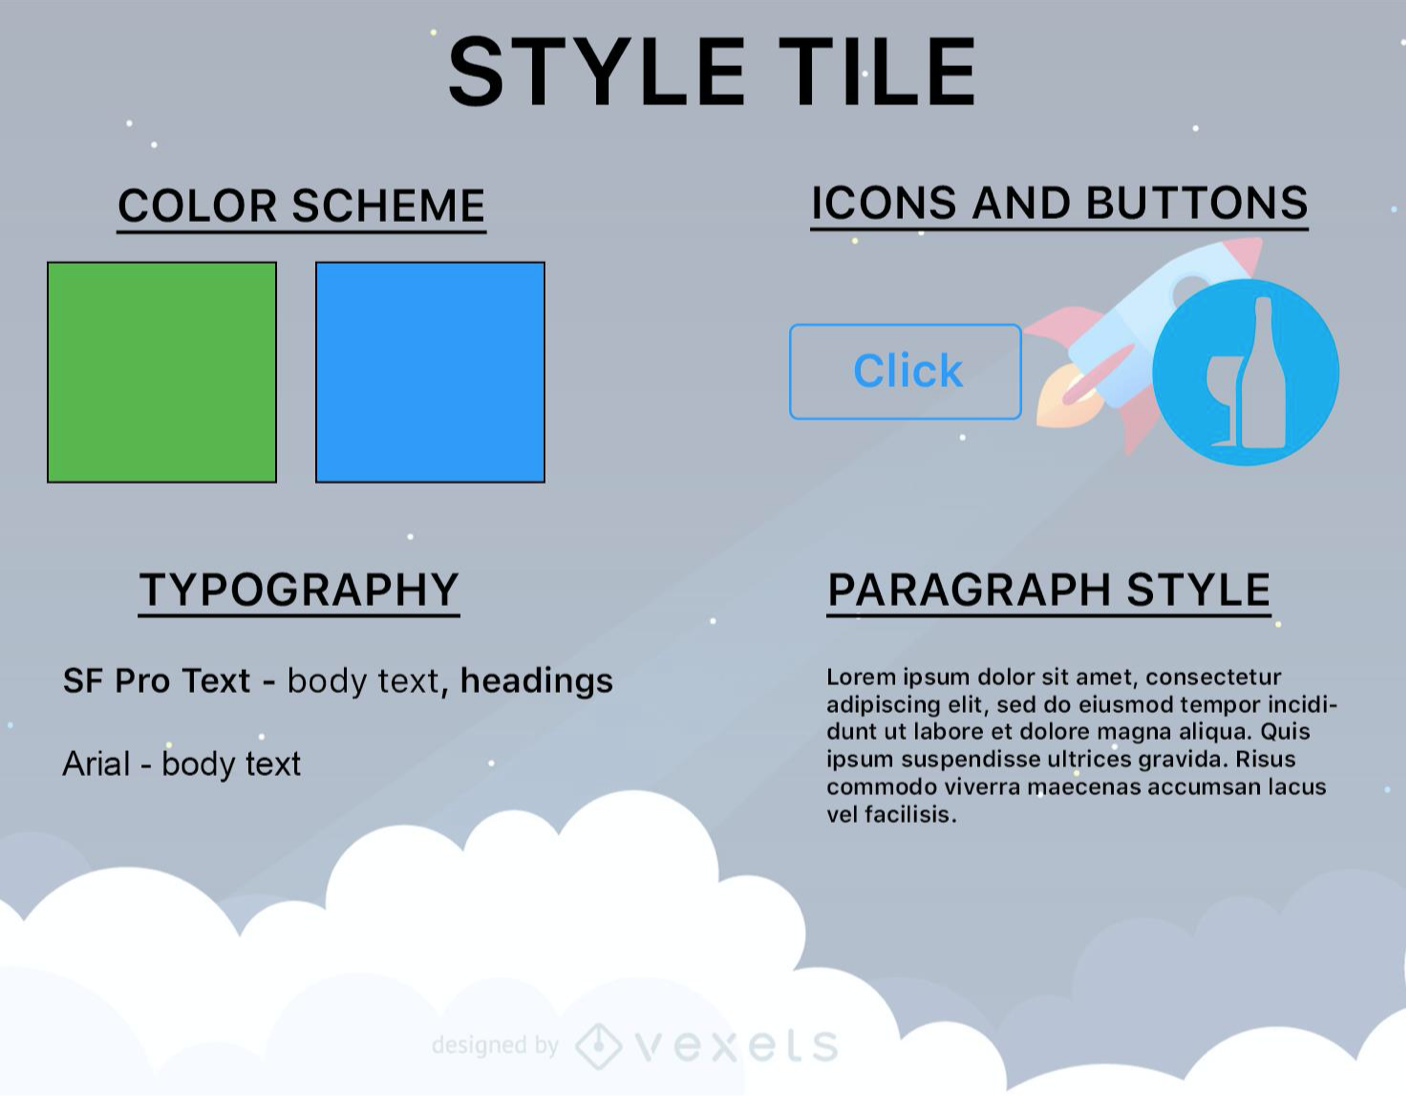 STYLE TILE
COLOR SCHEME
ICONS AND BUTTONS
Click
TYPOGRAPHY
SF Pro Text - body text, headings
Arial - body text
PARAGRAPH STYLE
Lorem ipsum dolor sit amet, consectetur
adipiscing elit, sed do eiusmod tempor incidi-
dunt ut labore et dolore magna aliqua. Quis
ipsum suspendisse ultrices gravida. Risus
commodo viverra maecenas accumsan lacus
vel facilisis.
designed by vexels